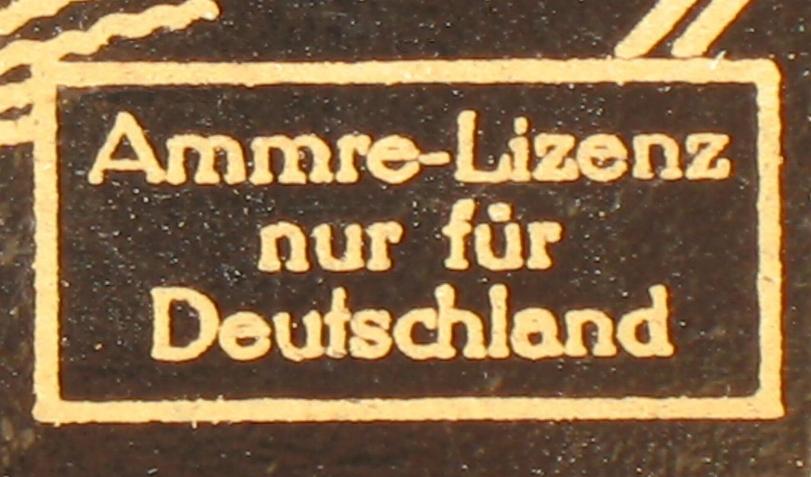 Ammre-Lizenz
nur für
Deutschland